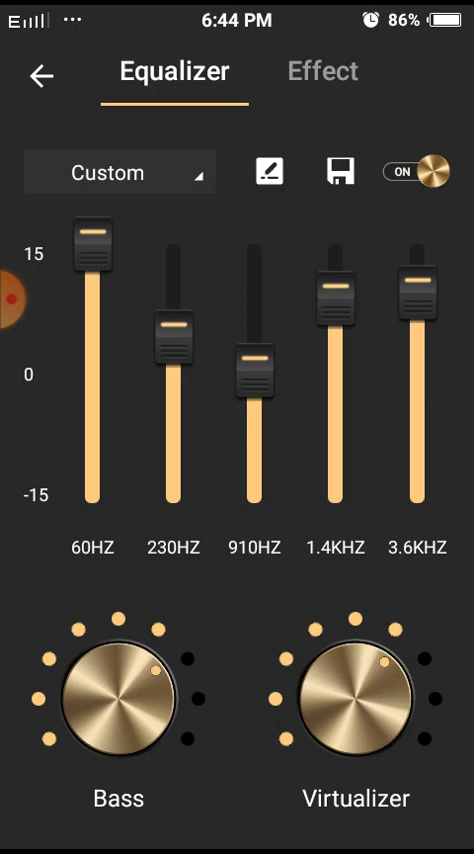 6:44 PM 86%
Equalizer Effect
Custom ON
15
0
-15
60HZ 230HZ 910HZ 1.4KHZ 3.6KHZ
Bass Virtualizer